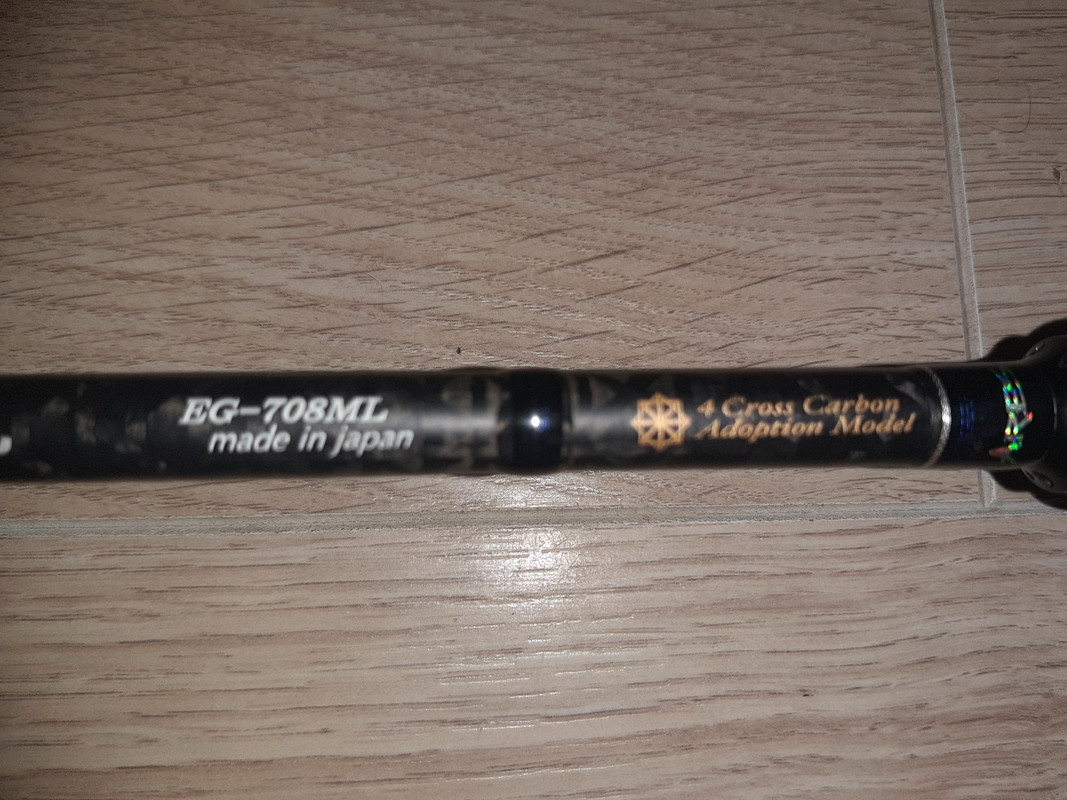 EG-708ML
made in japan
4 Cross Carbon
Adoption Model